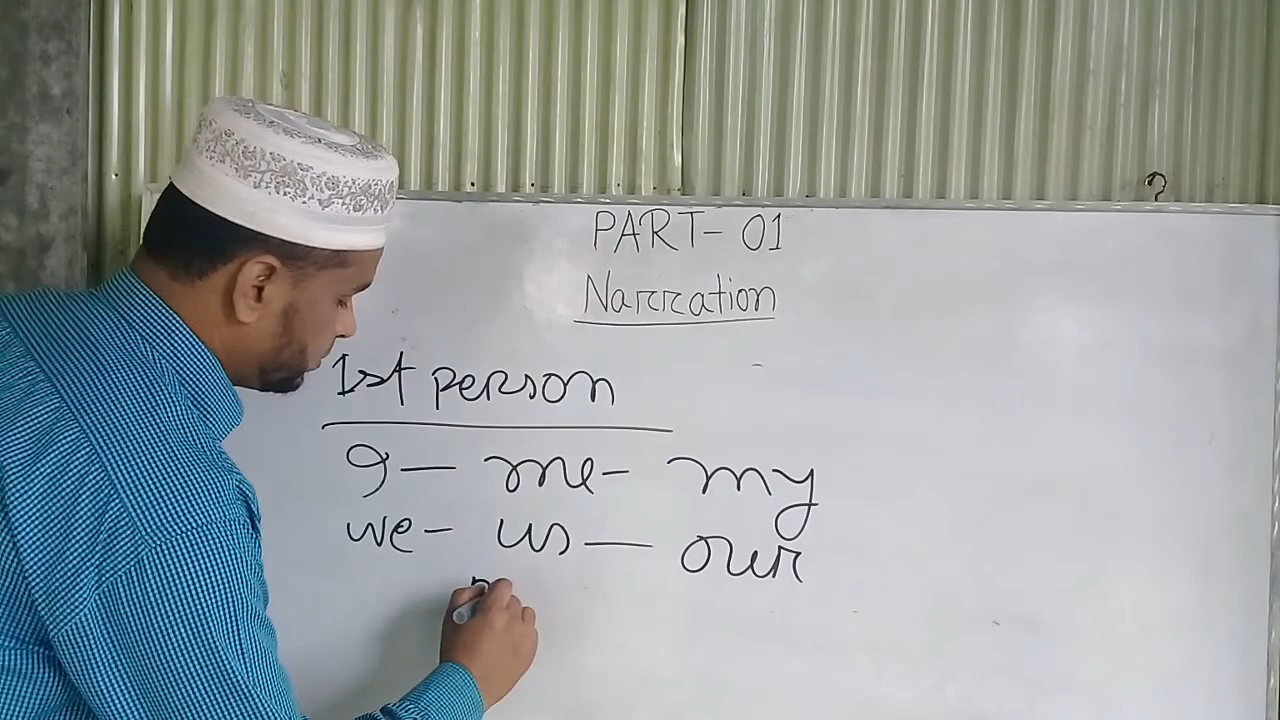 PART- 01
Narration
1st person
I — me - my
we - us — our